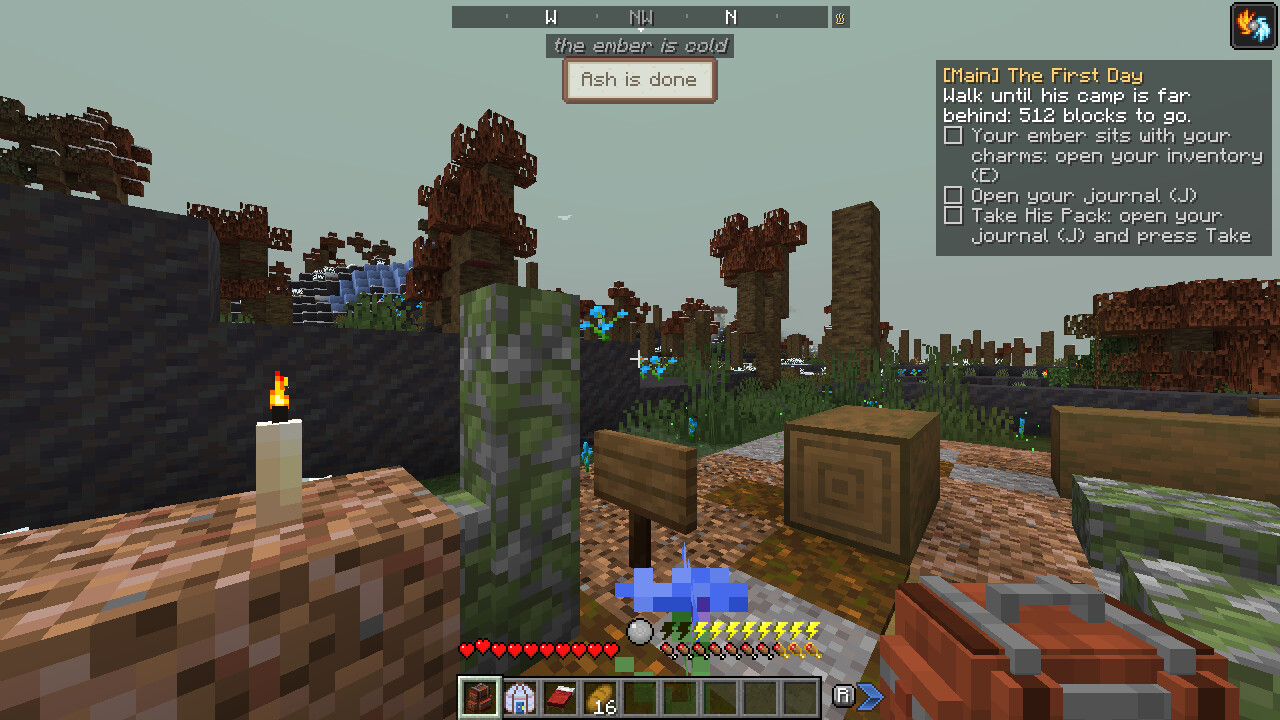 W NW N
the ember is cold
Ash is done
[Main] The First Day
Walk until his camp is far
behind: 512 blocks to go.
Your ember sits with your
charms: open your inventory
(E)
Open your journal (J)
Take His Pack: open your
journal (J) and press Take
16
R